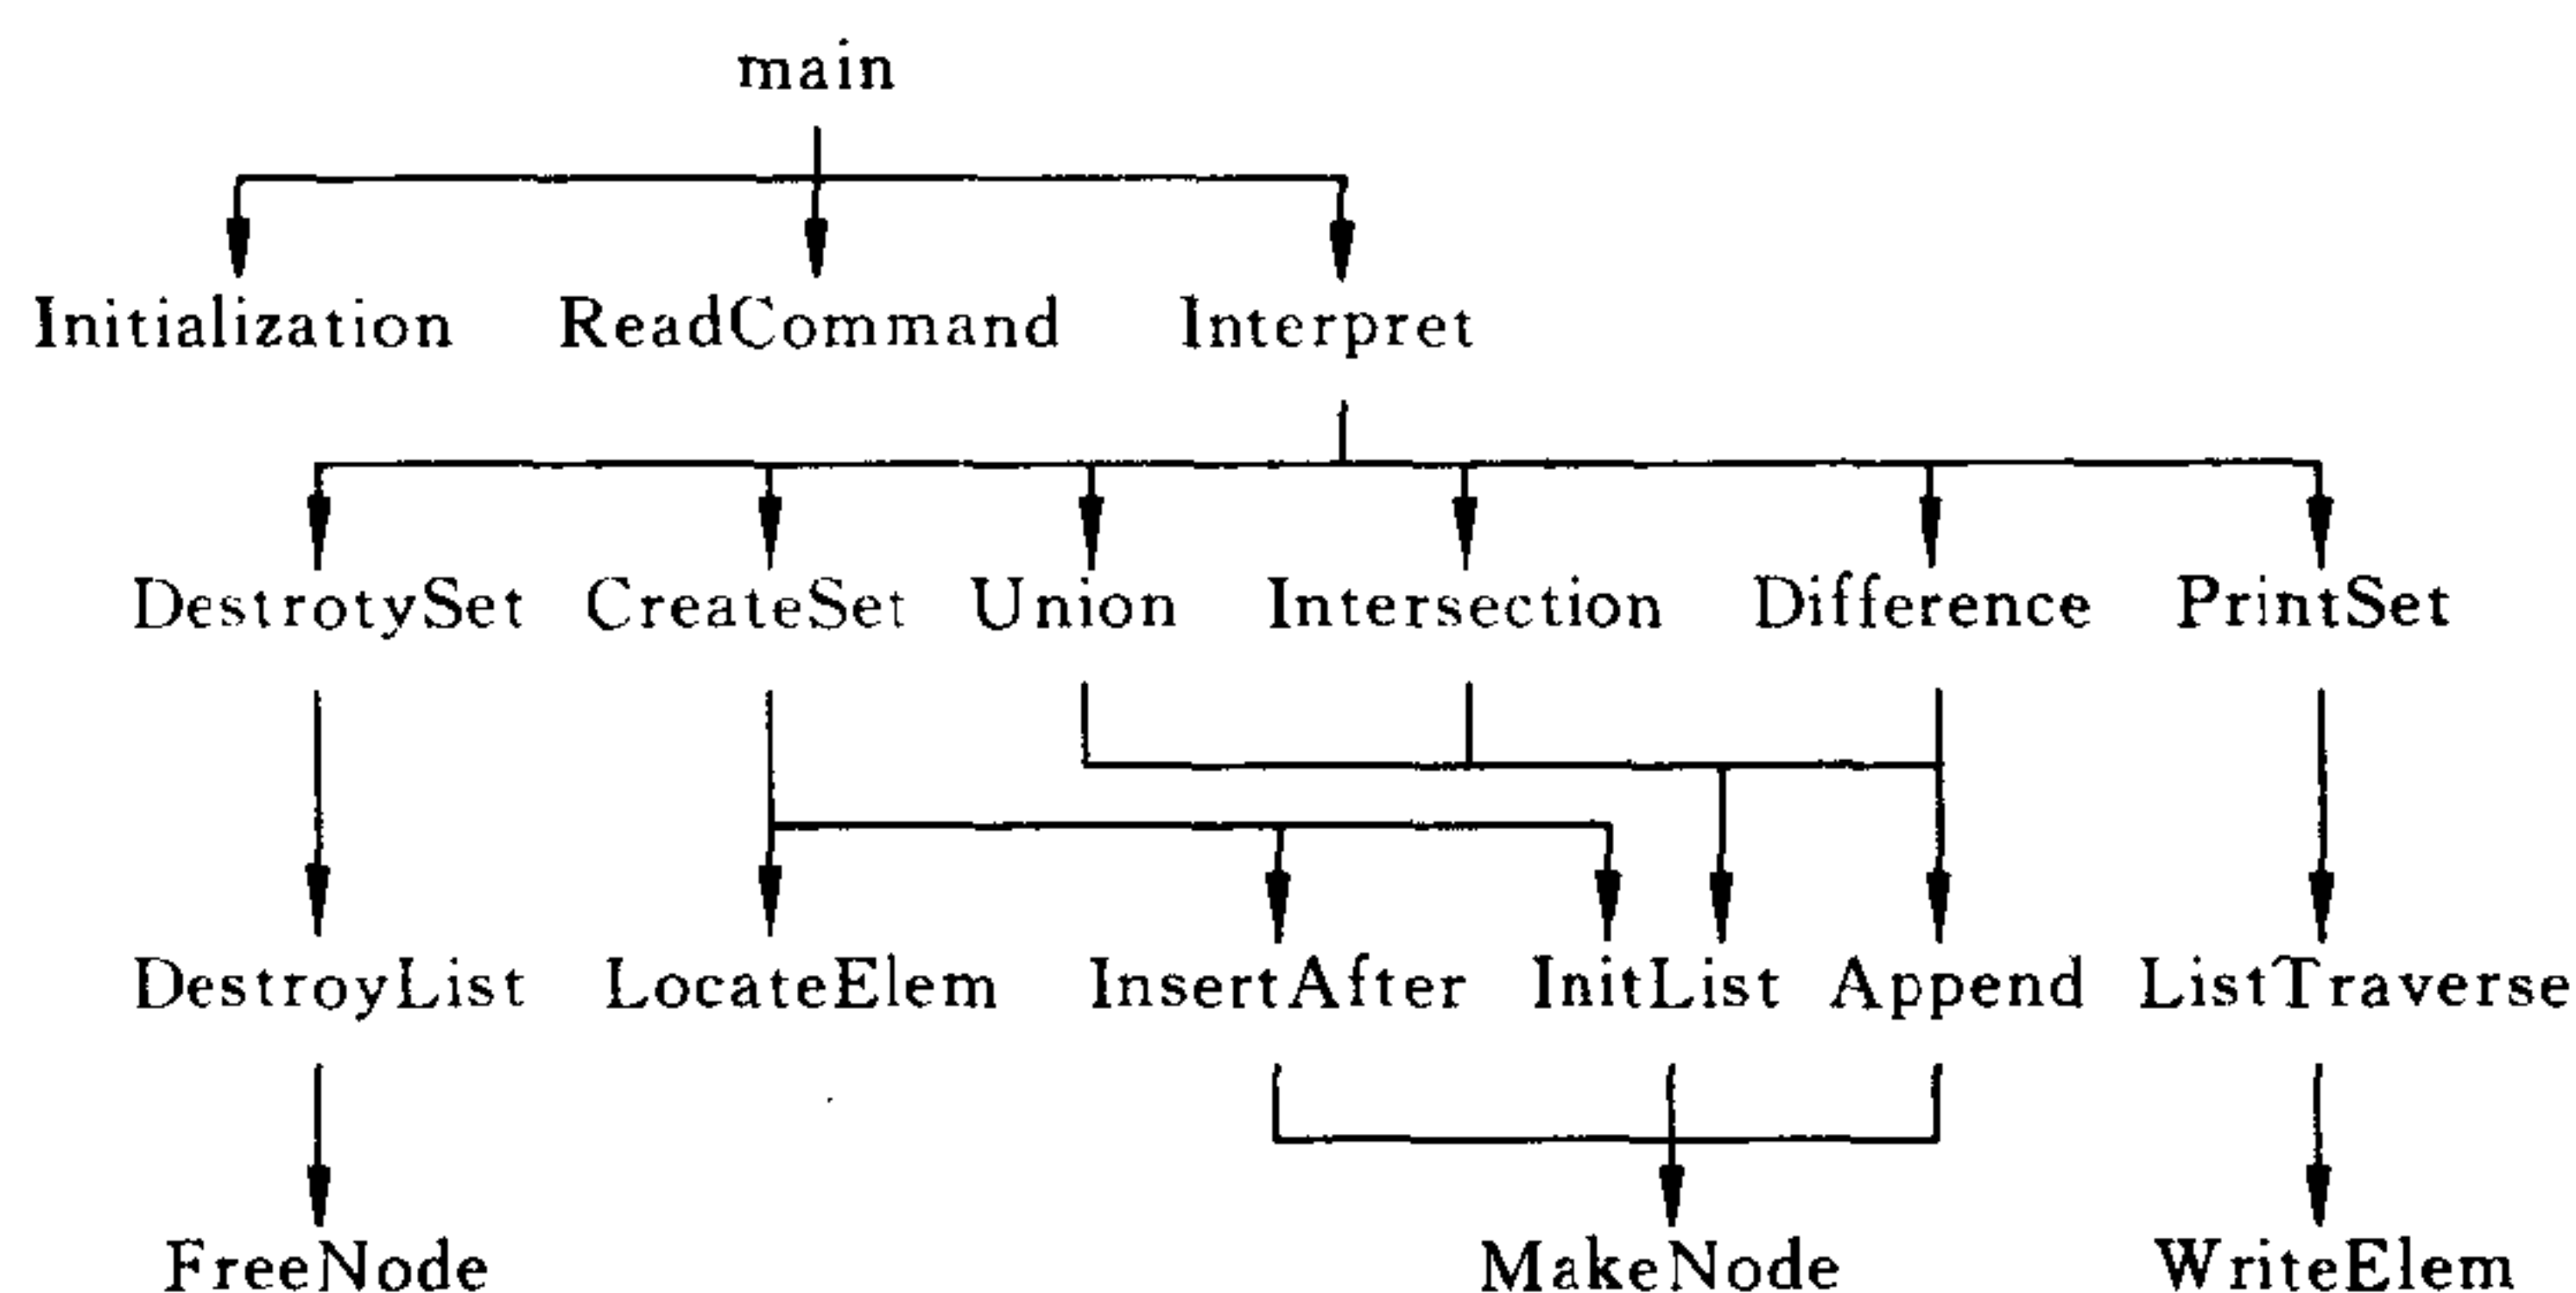 main
Initialization ReadCommand Interpret
DestrotySet CreateSet Union Intersection Difference PrintSet
DestroyList LocateElem InsertAfter InitList Append ListTraverse
FreeNode MakeNode WriteElem